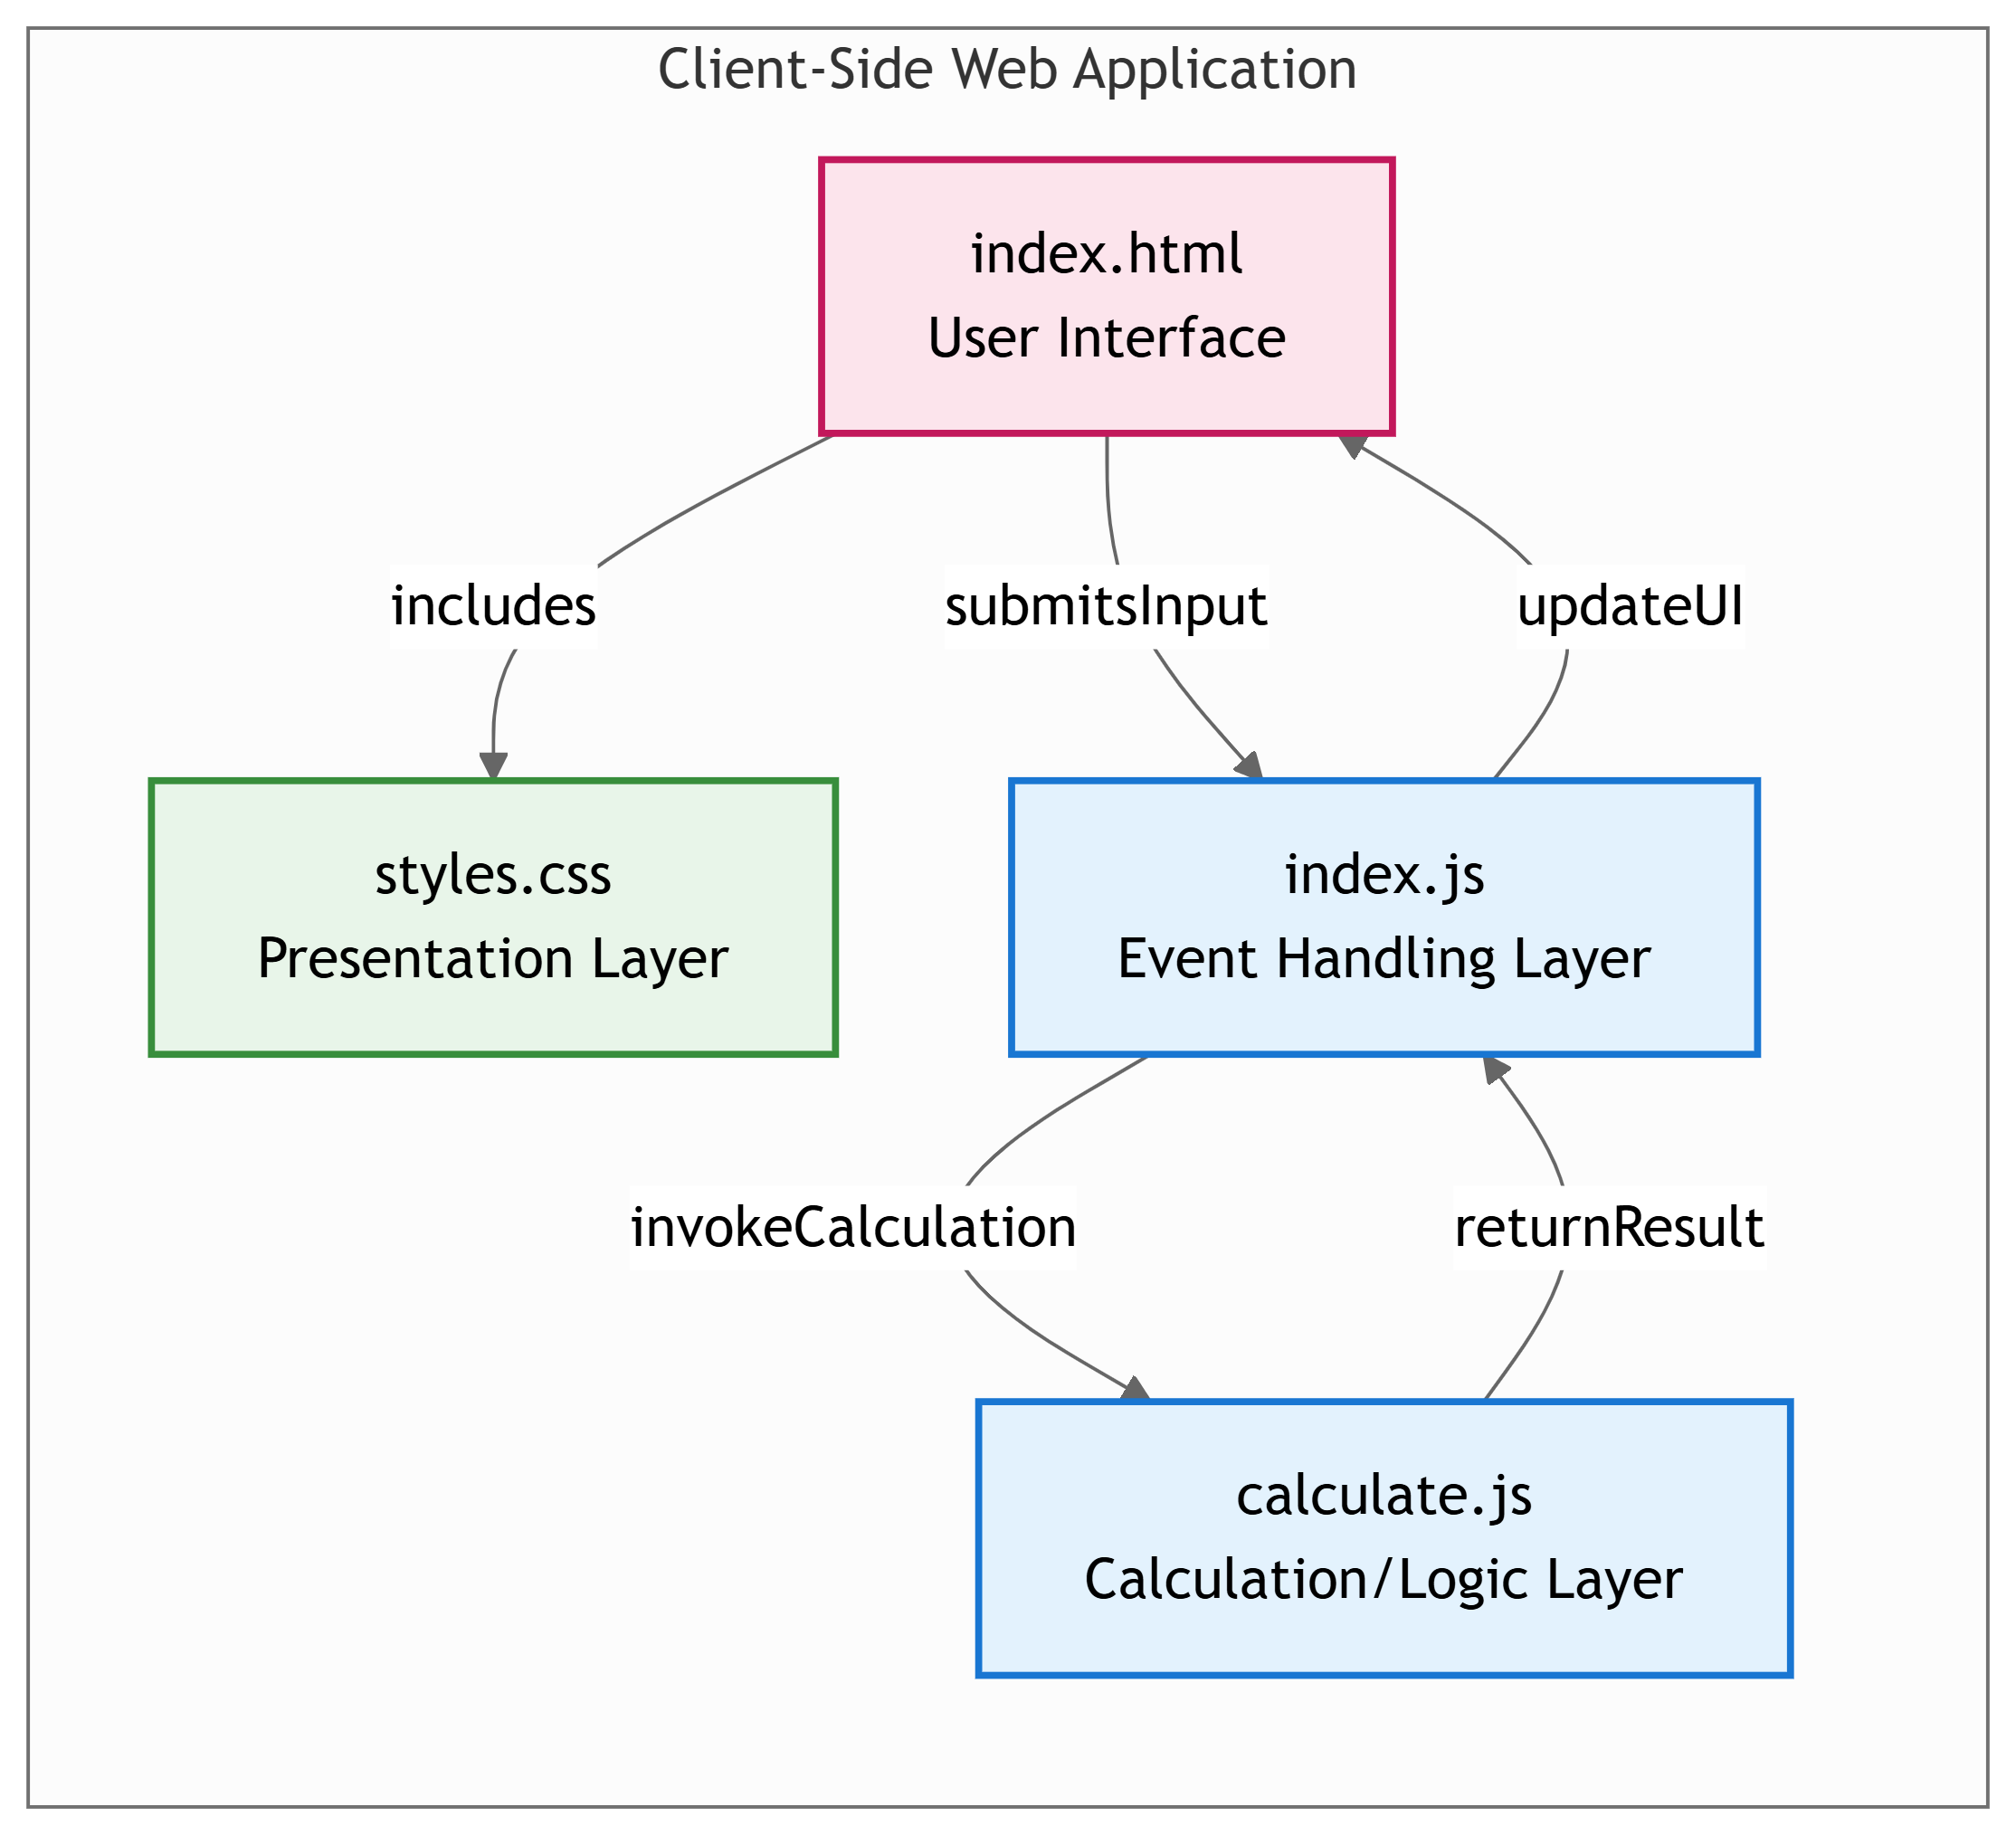 Client-Side Web Application
index.html
User Interface
includes
submitsInput
updateUI
styles.css
Presentation Layer
index.js
Event Handling Layer
invokeCalculation
returnResult
calculate.js
Calculation/Logic Layer